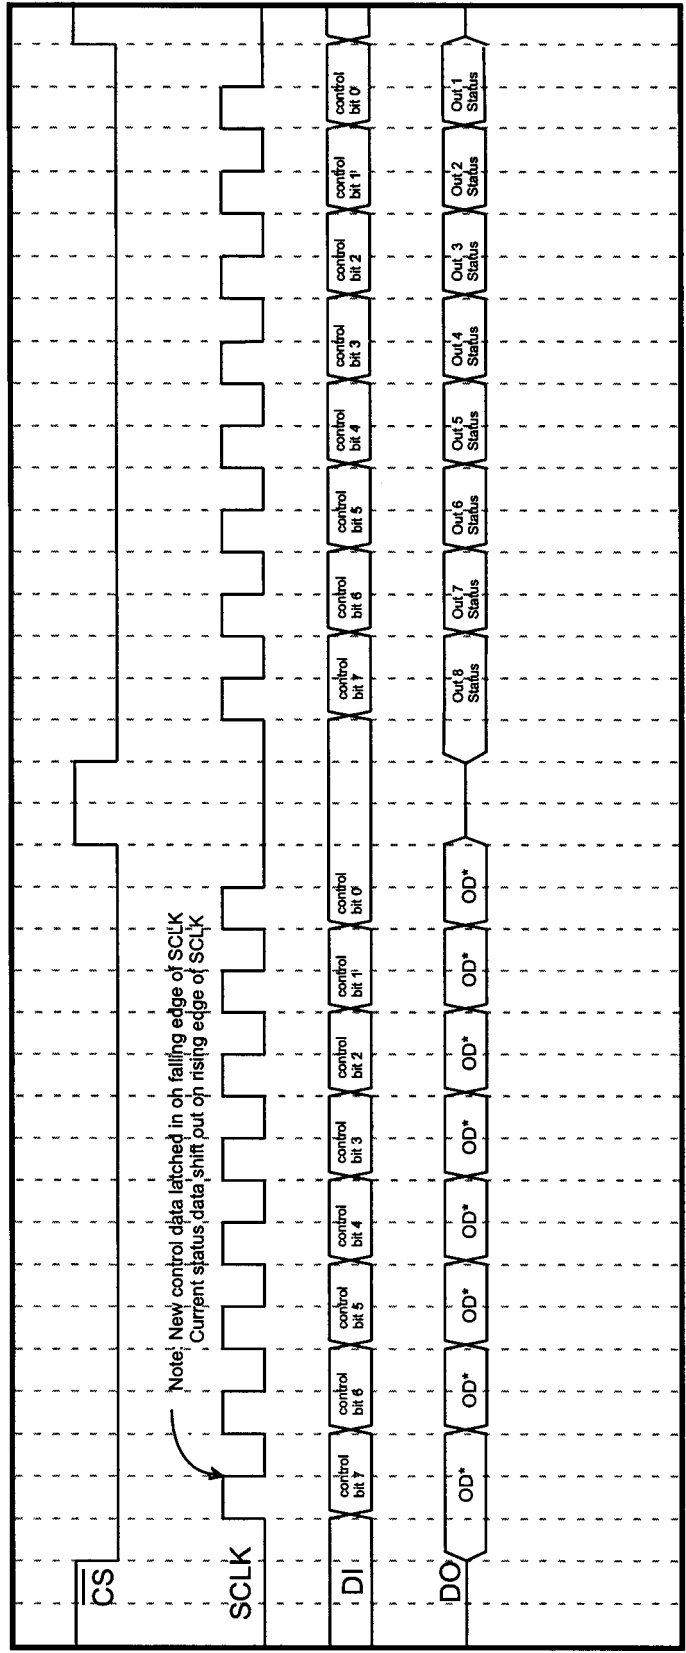 CS
SCLK
Note: New control data latched in on falling edge of SCLK
Current status data shift out on rising edge of SCLK
DI
control
bit 7
control
bit 6
control
bit 5
control
bit 4
control
bit 3
control
bit 2
control
bit 1
control
bit 0
control
bit 7
control
bit 6
control
bit 5
control
bit 4
control
bit 3
control
bit 2
control
bit 1
control
bit 0
DO
OD*
OD*
OD*
OD*
OD*
OD*
OD*
OD*
Out 8
Status
Out 7
Status
Out 6
Status
Out 5
Status
Out 4
Status
Out 3
Status
Out 2
Status
Out 1
Status